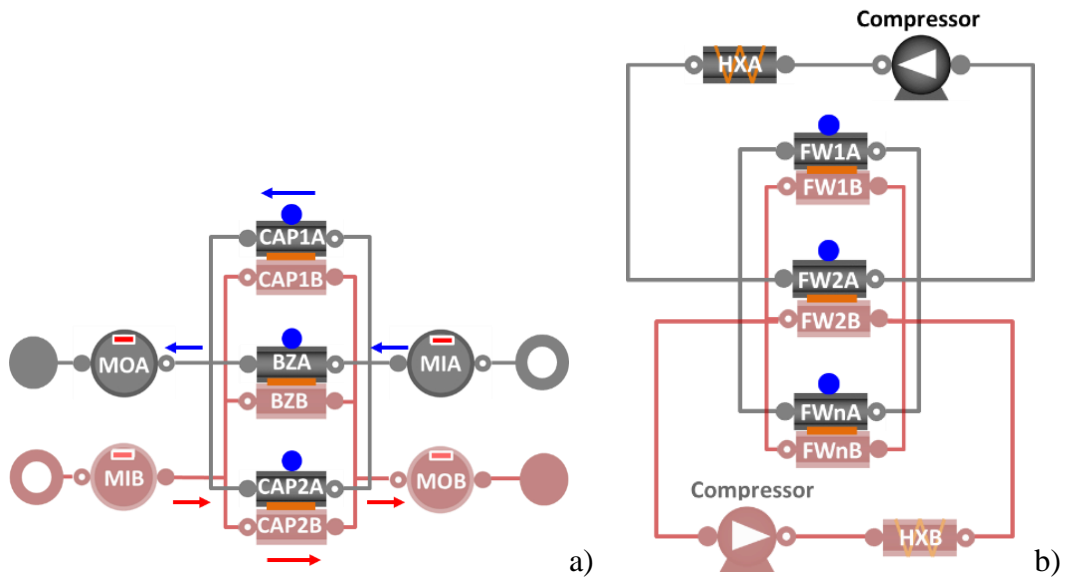 Compressor
HXA
FW1A
FW1B
FW2A
FW2B
FWnA
FWnB
Compressor
HXB
CAP1A
CAP1B
MOA
BZA
MIA
BZB
MIB
MOB
CAP2A
CAP2B
a)
b)